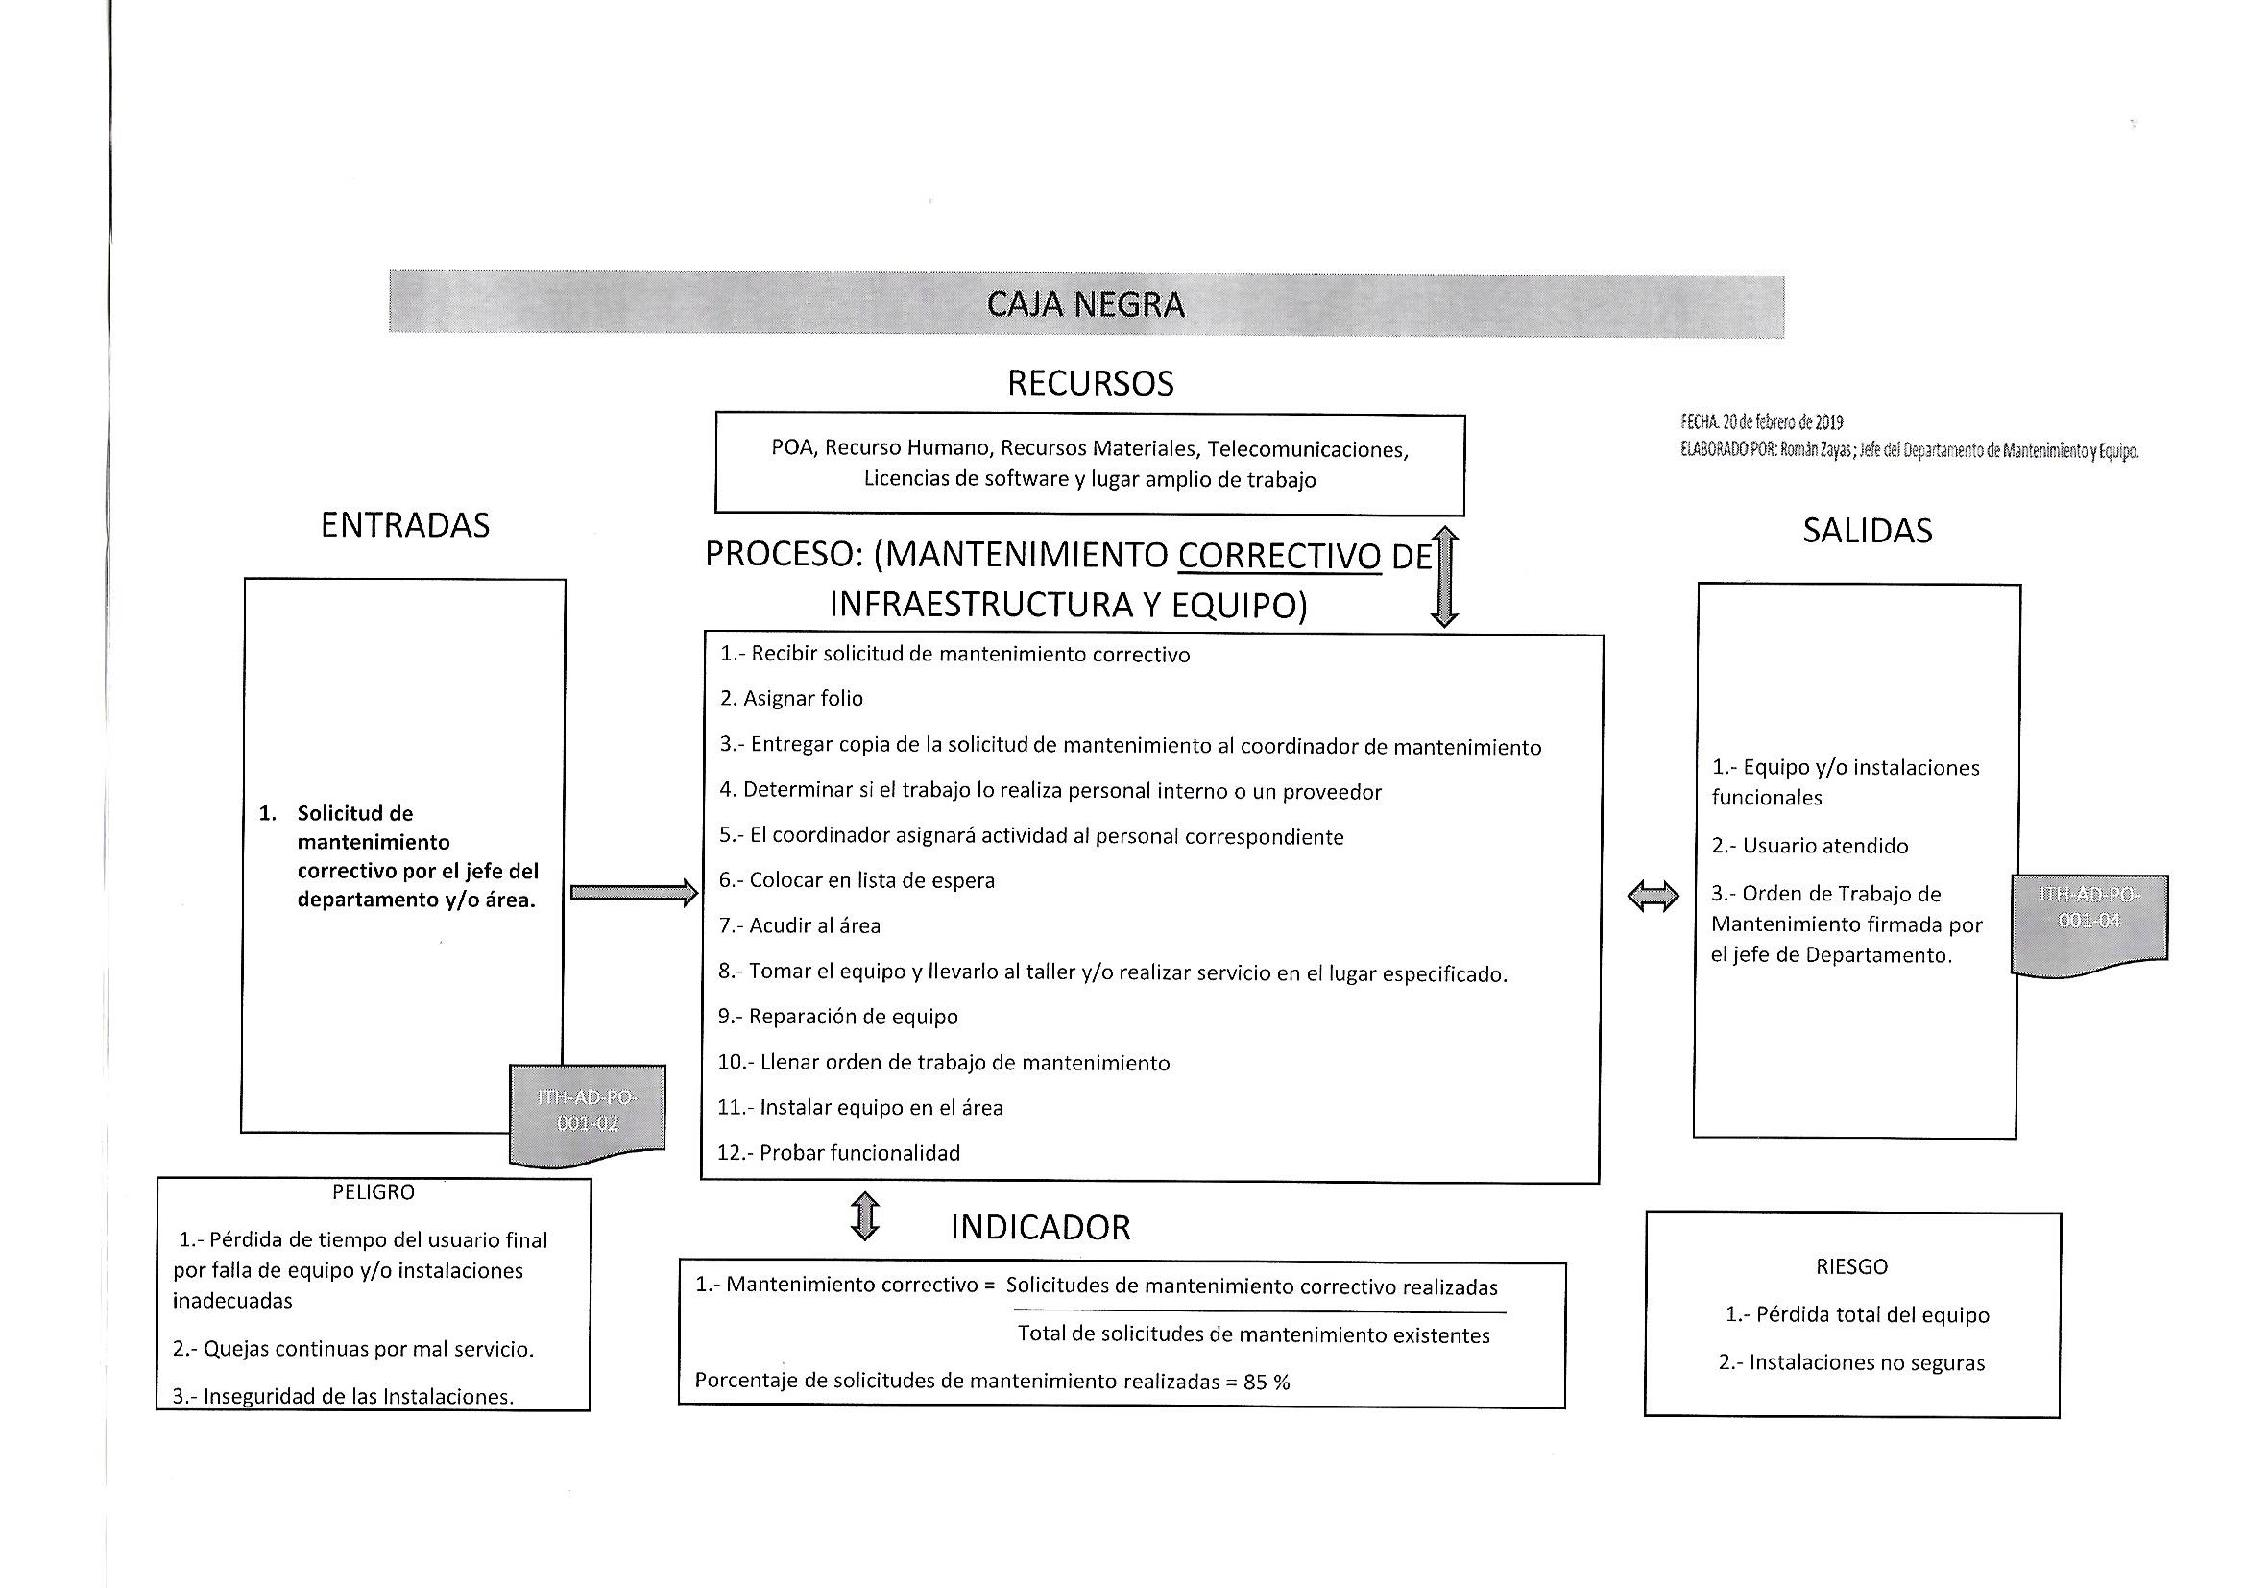 CAJA NEGRA
RECURSOS
POA, Recurso Humano, Recursos Materiales, Telecomunicaciones,
Licencias de software y lugar amplio de trabajo
FECHA. 20 de febrero de 2019
ELABORADO POR: Román Zayas ; Jefe del Departamento de Mantenimiento y Equipo.
ENTRADAS
1. Solicitud de
mantenimiento
correctivo por el jefe del
departamento y/o área.
ITH-AD-PO-
001-02
PROCESO: (MANTENIMIENTO CORRECTIVO DE
INFRAESTRUCTURA Y EQUIPO)
1.- Recibir solicitud de mantenimiento correctivo
2. Asignar folio
3.- Entregar copia de la solicitud de mantenimiento al coordinador de mantenimiento
4. Determinar si el trabajo lo realiza personal interno o un proveedor
5.- El coordinador asignará actividad al personal correspondiente
6.- Colocar en lista de espera
7.- Acudir al área
8.- Tomar el equipo y llevarlo al taller y/o realizar servicio en el lugar especificado.
9.- Reparación de equipo
10.- Llenar orden de trabajo de mantenimiento
11.- Instalar equipo en el área
12.- Probar funcionalidad
SALIDAS
1.- Equipo y/o instalaciones
funcionales
2.- Usuario atendido
3.- Orden de Trabajo de
Mantenimiento firmada por
el jefe de Departamento.
ITH-AD-PO-
001-04
PELIGRO
1.- Pérdida de tiempo del usuario final
por falla de equipo y/o instalaciones
inadecuadas
2.- Quejas continuas por mal servicio.
3.- Inseguridad de las Instalaciones.
INDICADOR
1.- Mantenimiento correctivo = Solicitudes de mantenimiento correctivo realizadas
Total de solicitudes de mantenimiento existentes
Porcentaje de solicitudes de mantenimiento realizadas = 85 %
RIESGO
1.- Pérdida total del equipo
2.- Instalaciones no seguras